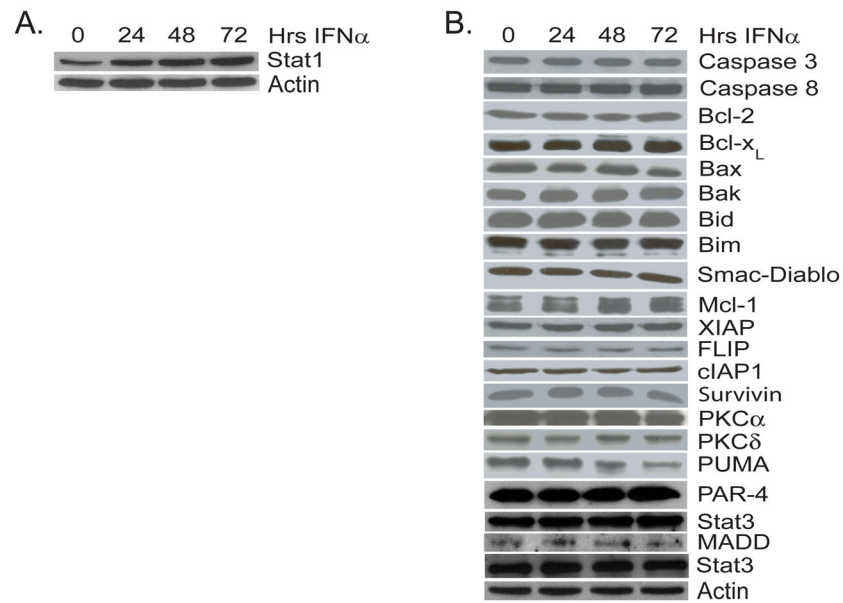 A.
0 24 48 72 Hrs IFNα
Stat1
Actin
B.
0 24 48 72 Hrs IFNα
Caspase 3
Caspase 8
Bcl-2
Bcl-xL
Bax
Bak
Bid
Bim
Smac-Diablo
Mcl-1
XIAP
FLIP
cIAP1
Survivin
PKCα
PKCδ
PUMA
PAR-4
Stat3
MADD
Stat3
Actin